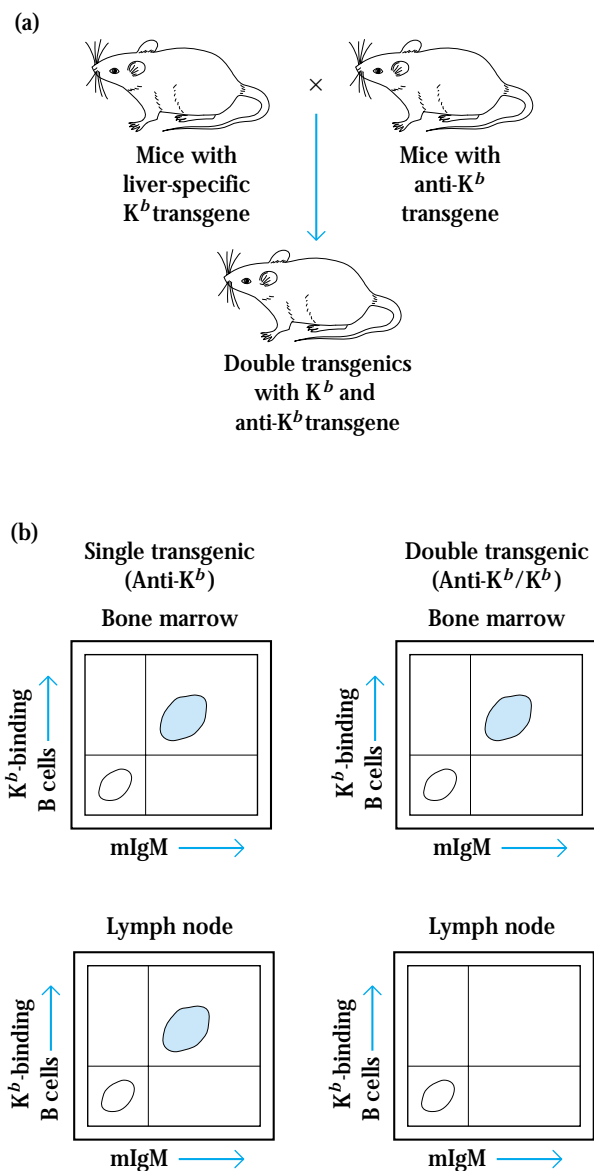 (a)
×
Mice with
liver-specific
K^b transgene
Mice with
anti-K^b
transgene
Double transgenics
with K^b and
anti-K^b transgene
(b)
Single transgenic
(Anti-K^b)
Bone marrow
K^b-binding
B cells
mIgM
Double transgenic
(Anti-K^b/K^b)
Bone marrow
K^b-binding
B cells
mIgM
Lymph node
K^b-binding
B cells
mIgM
Lymph node
K^b-binding
B cells
mIgM